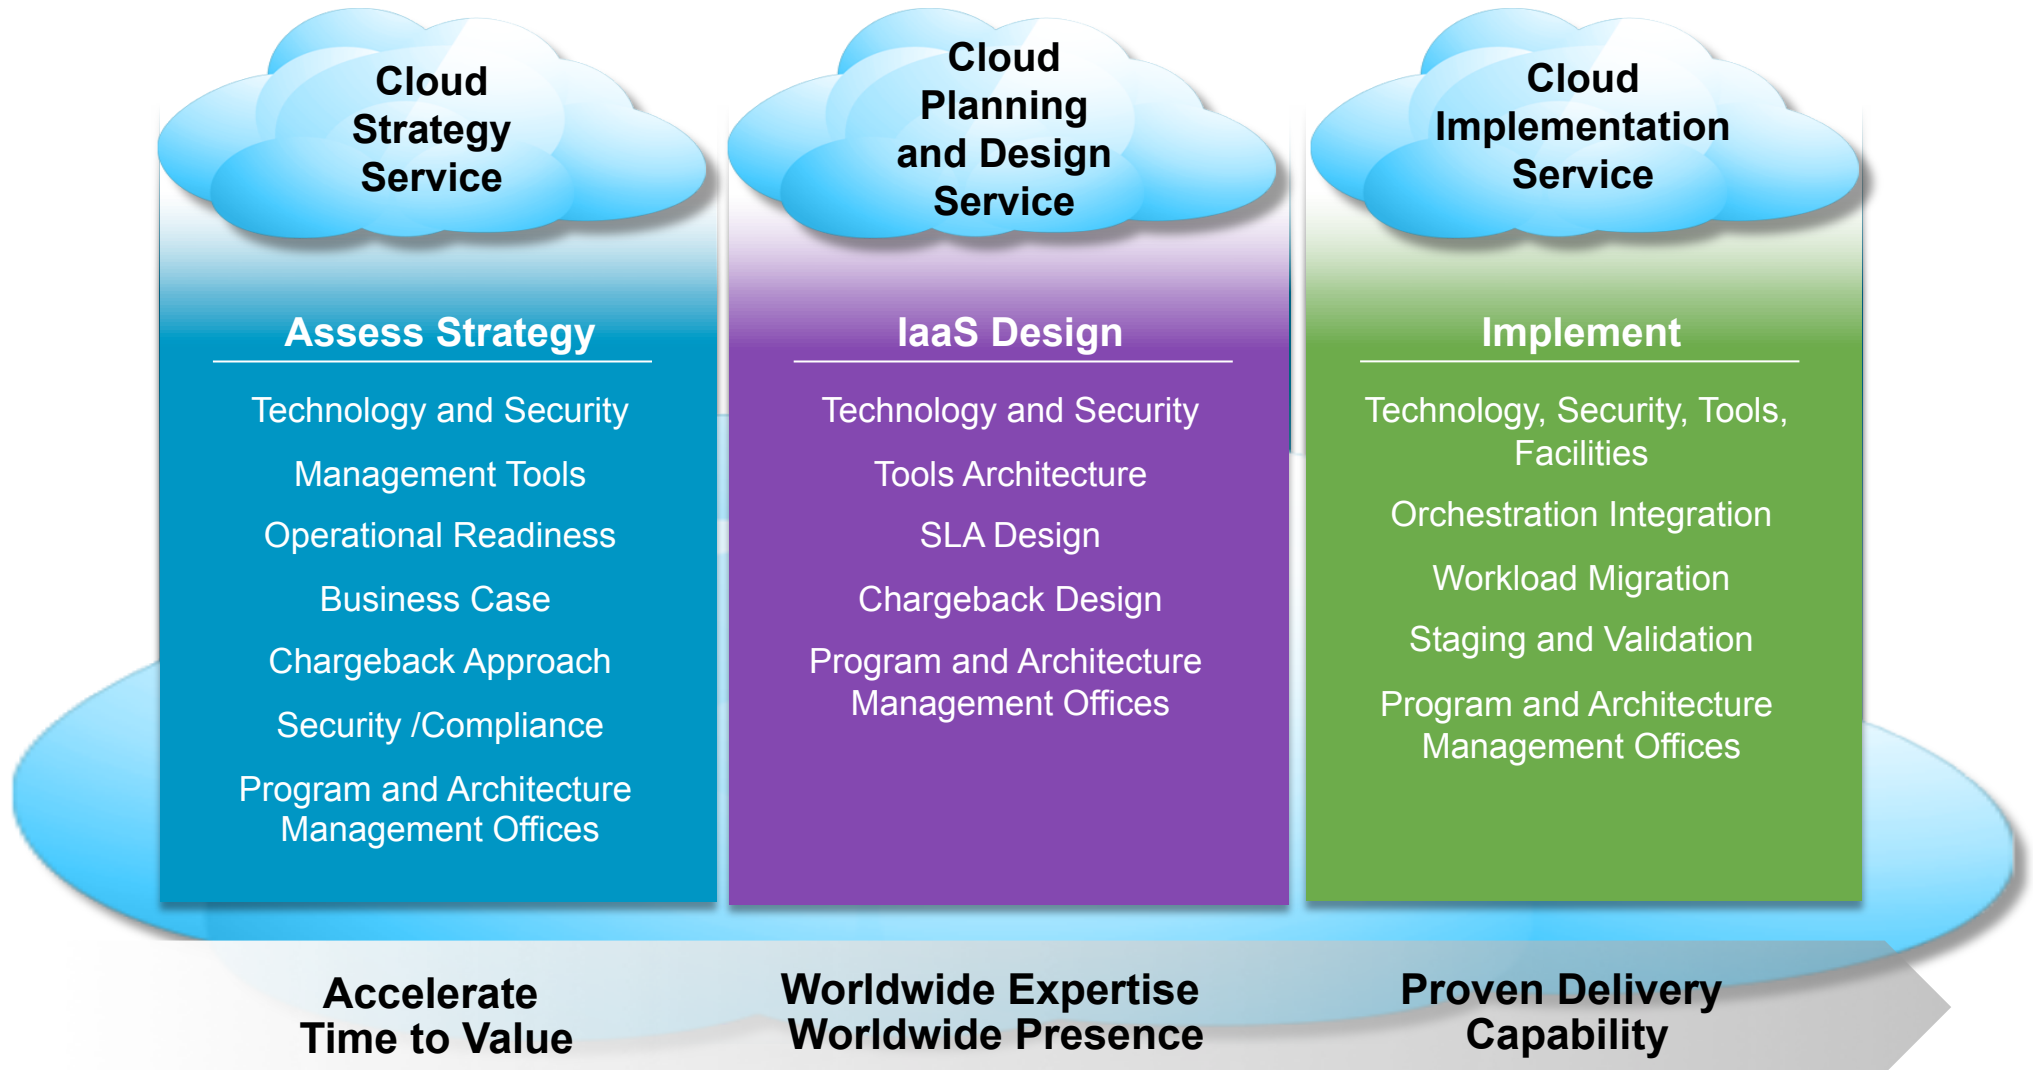 Cloud
Strategy
Service
Assess Strategy
Technology and Security
Management Tools
Operational Readiness
Business Case
Chargeback Approach
Security /Compliance
Program and Architecture
Management Offices
Cloud
Planning
and Design
Service
IaaS Design
Technology and Security
Tools Architecture
SLA Design
Chargeback Design
Program and Architecture
Management Offices
Cloud
Implementation
Service
Implement
Technology, Security, Tools,
Facilities
Orchestration Integration
Workload Migration
Staging and Validation
Program and Architecture
Management Offices
Accelerate
Time to Value
Worldwide Expertise
Worldwide Presence
Proven Delivery
Capability